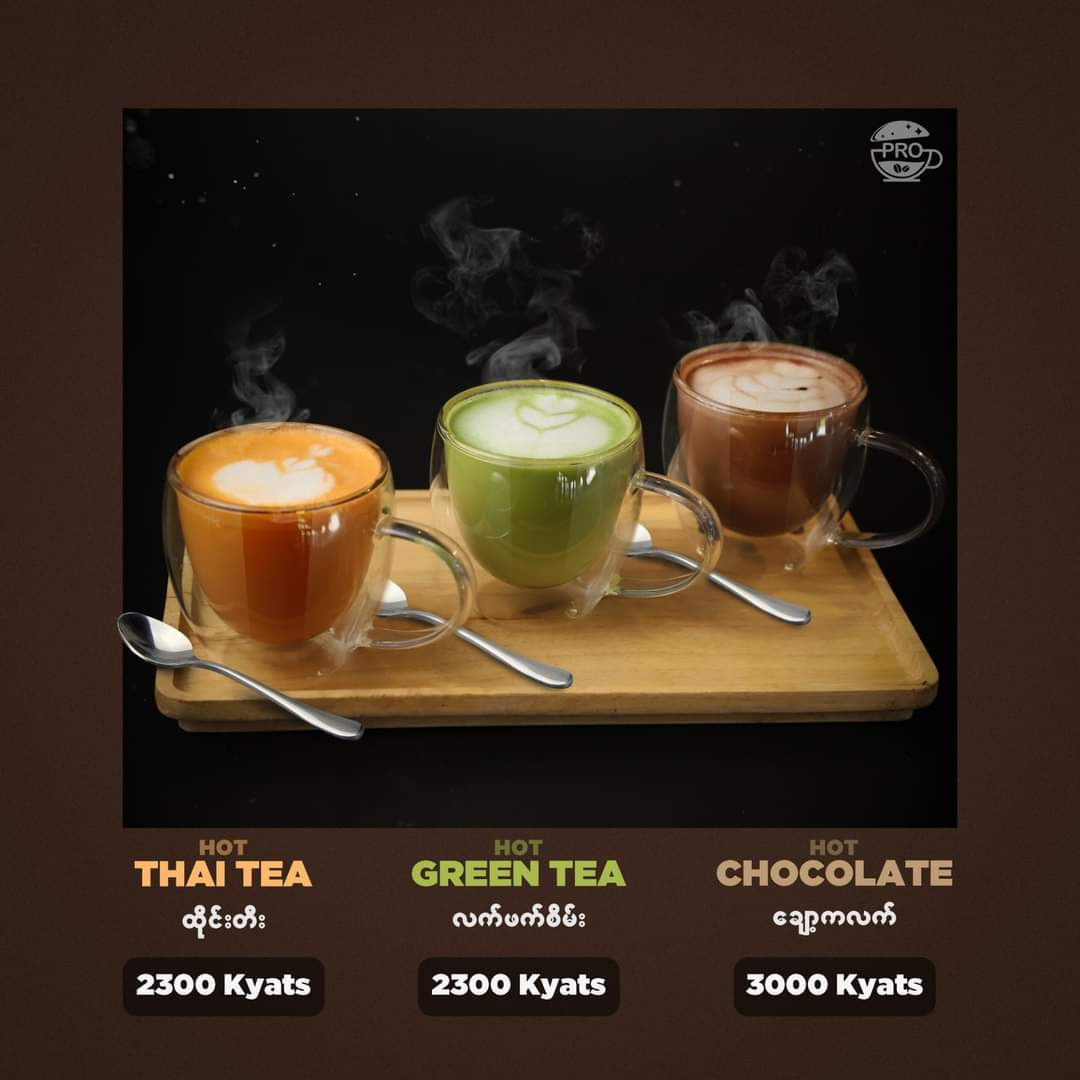 PRO
HOT
THAI TEA
ထိုင်းတီး
2300 Kyats
HOT
GREEN TEA
လက်ဖက်စိမ်း
2300 Kyats
HOT
CHOCOLATE
ချော့ကလက်
3000 Kyats